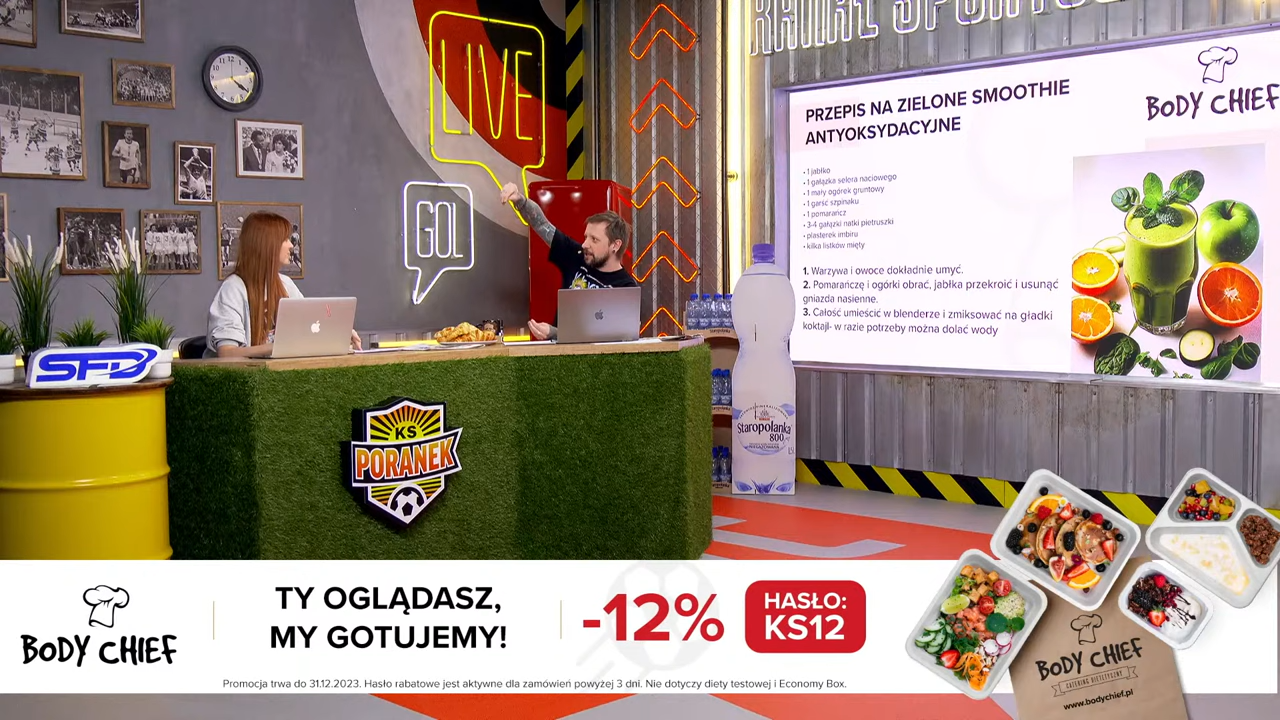 KANAŁ SPORTOWY
LIVE
GOL
PRZEPIS NA ZIELONE SMOOTHIE
ANTYOKSYDACYJNE
BODY CHIEF
• 1 jabłko
• 1 gałązka selera naciowego
• 1 mały ogórek gruntowy
• 1 garść szpinaku
• 1 pomarańcz
• 3-4 gałązki natki pietruszki
• plasterek imbiru
• kilka listków mięty
1. Warzywa i owoce dokładnie umyć.
2. Pomarańczę i ogórki obrać, jabłka przekroić i usunąć
gniazda nasienne.
3. Całość umieścić w blenderze i zmiksować na gładki
koktajl- w razie potrzeby można dolać wody
SFD
KS
PORANEK
Staropolanka
800
BODY CHIEF
TY OGLĄDASZ,
MY GOTUJEMY!
-12%
HASŁO:
KS12
Promocja trwa do 31.12.2023. Hasło rabatowe jest aktywne dla zamówień powyżej 3 dni. Nie dotyczy diety testowej i Economy Box.
BODY CHIEF
CATERING DIETETYCZNY
www.bodychief.pl